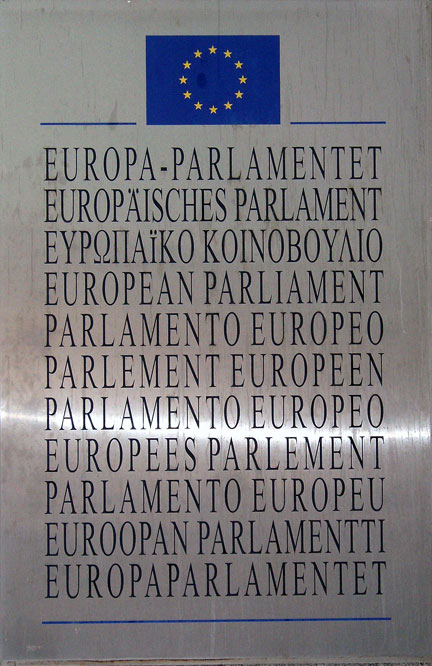 EUROPA-PARLAMENTET
EUROPÄISCHES PARLAMENT
ΕΥΡΩΠΑΪΚΟ ΚΟΙΝΟΒΟΥΛΙΟ
EUROPEAN PARLIAMENT
PARLAMENTO EUROPEO
PARLEMENT EUROPEEN
PARLAMENTO EUROPEO
EUROPEES PARLEMENT
PARLAMENTO EUROPEU
EUROOPAN PARLAMENTTI
EUROPAPARLAMENTET